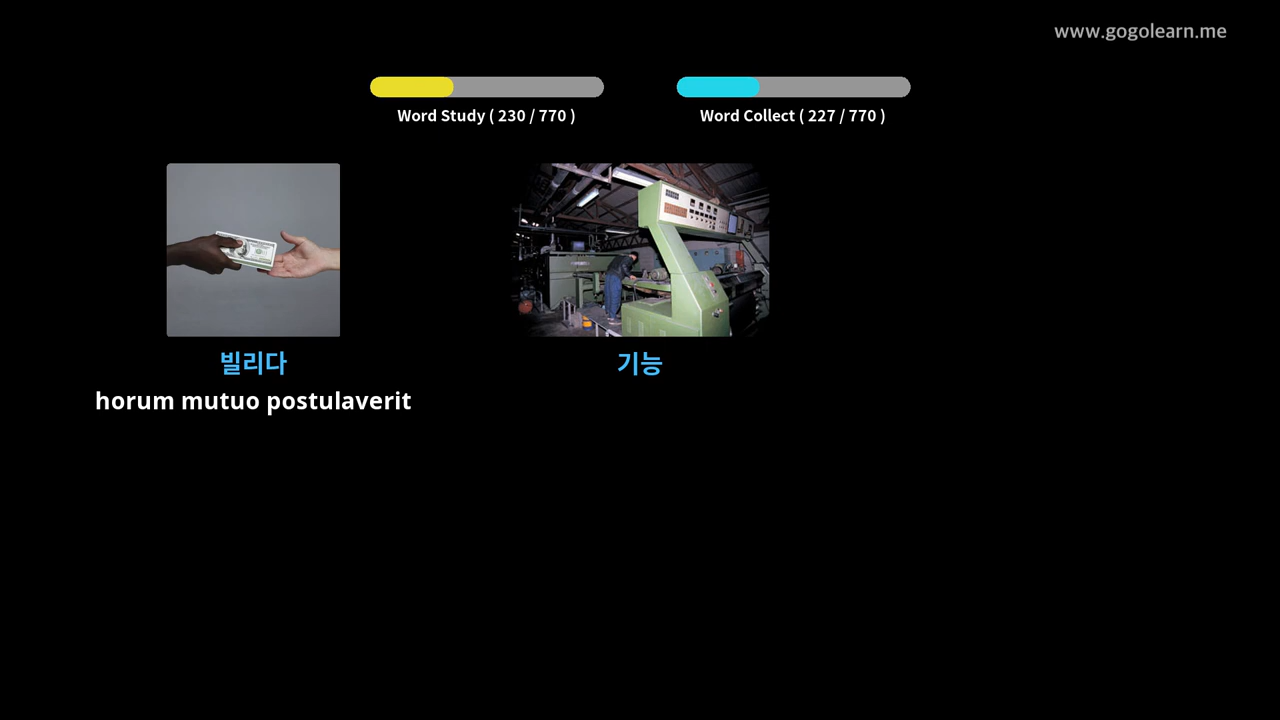 www.gogolearn.me
Word Study ( 230 / 770 )
Word Collect ( 227 / 770 )
빌리다
기능
horum mutuo postulaverit